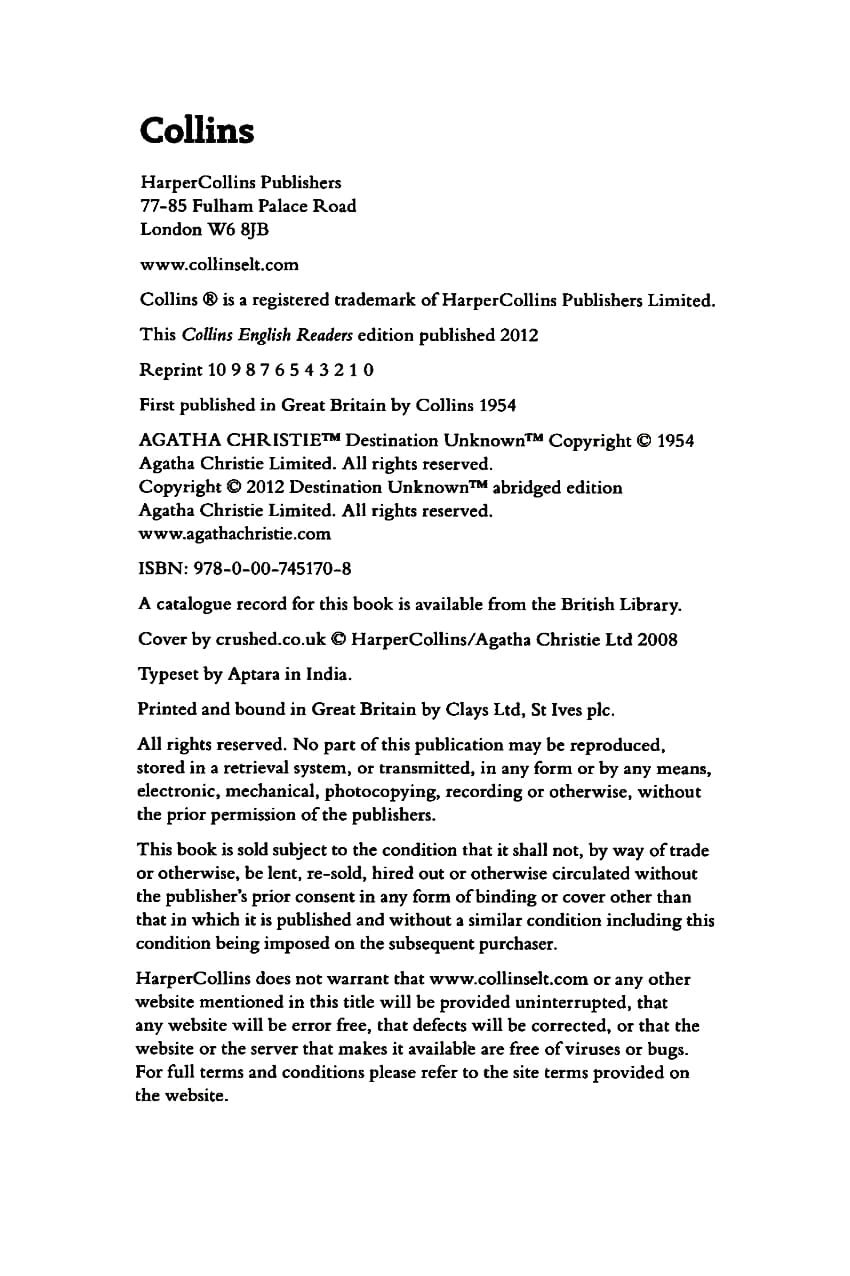 Collins
HarperCollins Publishers
77-85 Fulham Palace Road
London W6 8JB
www.collinselt.com
Collins ® is a registered trademark of HarperCollins Publishers Limited.
This Collins English Readers edition published 2012
Reprint 10 9 8 7 6 5 4 3 2 1 0
First published in Great Britain by Collins 1954
AGATHA CHRISTIE™ Destination Unknown™ Copyright © 1954
Agatha Christie Limited. All rights reserved.
Copyright © 2012 Destination Unknown™ abridged edition
Agatha Christie Limited. All rights reserved.
www.agathachristie.com
ISBN: 978-0-00-745170-8
A catalogue record for this book is available from the British Library.
Cover by crushed.co.uk © HarperCollins/Agatha Christie Ltd 2008
Typeset by Aptara in India.
Printed and bound in Great Britain by Clays Ltd, St Ives plc.
All rights reserved. No part of this publication may be reproduced,
stored in a retrieval system, or transmitted, in any form or by any means,
electronic, mechanical, photocopying, recording or otherwise, without
the prior permission of the publishers.
This book is sold subject to the condition that it shall not, by way of trade
or otherwise, be lent, re-sold, hired out or otherwise circulated without
the publisher's prior consent in any form of binding or cover other than
that in which it is published and without a similar condition including this
condition being imposed on the subsequent purchaser.
HarperCollins does not warrant that www.collinselt.com or any other
website mentioned in this title will be provided uninterrupted, that
any website will be error free, that defects will be corrected, or that the
website or the server that makes it available are free of viruses or bugs.
For full terms and conditions please refer to the site terms provided on
the website.